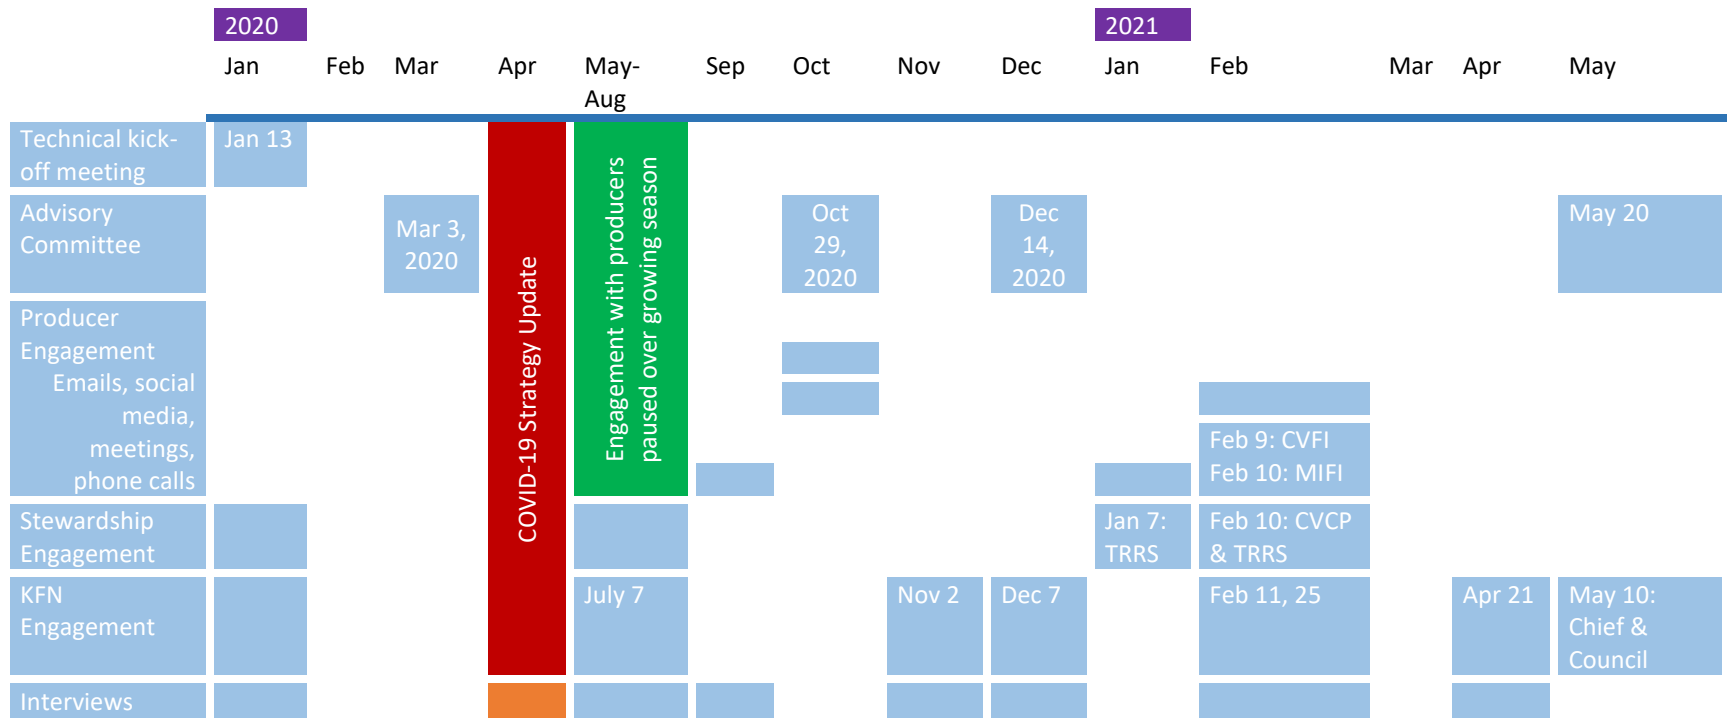 2020
2021
Jan
Feb
Mar
Apr
May-
Aug
Sep
Oct
Nov
Dec
Jan
Feb
Mar
Apr
May
Technical kick-
off meeting
Jan 13
Advisory
Committee
Mar 3,
2020
Oct
29,
2020
Dec
14,
2020
May 20
COVID-19 Strategy Update
Engagement with producers
paused over growing season
Producer
Engagement
Emails, social
media,
meetings,
phone calls
Feb 9: CVFI
Feb 10: MIFI
Stewardship
Engagement
Jan 7:
TRRS
Feb 10: CVCP
& TRRS
KFN
Engagement
July 7
Nov 2
Dec 7
Feb 11, 25
Apr 21
May 10:
Chief &
Council
Interviews